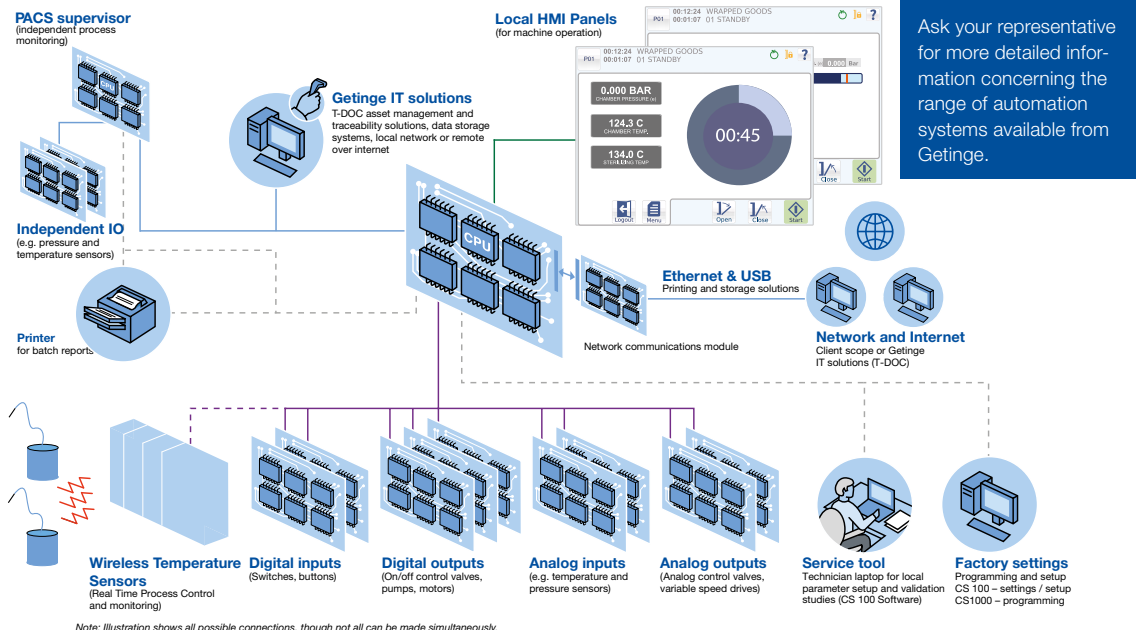 PACS supervisor
(independent process
monitoring)
CPU
Independent IO
(e.g. pressure and
temperature sensors)
Printer
for batch reports
Getinge IT solutions
T-DOC asset management and
traceability solutions, data storage
systems, local network or remote
over internet
Local HMI Panels
(for machine operation)
P01
00:12:24 WRAPPED GOODS
00:01:07 01 STANDBY
?
0.000 Bar
Close
Start
P01
00:12:24 WRAPPED GOODS
00:01:07 01 STANDBY
?
0.000 BAR
CHAMBER PRESSURE (e)
124.3 C
CHAMBER TEMP.
134.0 C
STERILIZING TEMP
00:45
Logout
Menu
Open
Close
Start
Ask your representative
for more detailed infor-
mation concerning the
range of automation
systems available from
Getinge.
CPU
Ethernet & USB
Printing and storage solutions
Network communications module
Network and Internet
Client scope or Getinge
IT solutions (T-DOC)
Wireless Temperature
Sensors
(Real Time Process Control
and monitoring)
Digital inputs
(Switches, buttons)
Digital outputs
(On/off control valves,
pumps, motors)
Analog inputs
(e.g. temperature and
pressure sensors)
Analog outputs
(Analog control valves,
variable speed drives)
Service tool
Technician laptop for local
parameter setup and validation
studies (CS 100 Software)
Factory settings
Programming and setup
CS 100 – settings / setup
CS1000 – programming
Note: Illustration shows all possible connections, though not all can be made simultaneously.